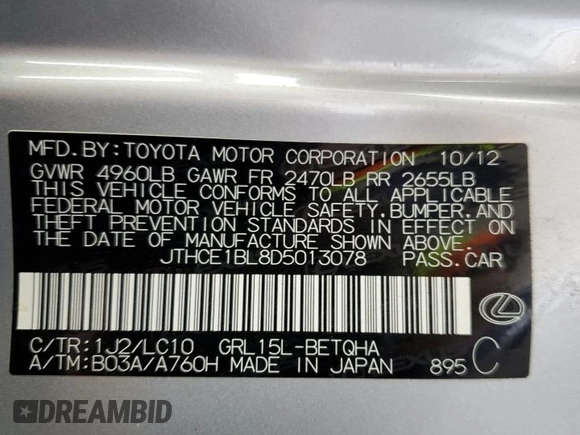 MFD.BY:TOYOTA MOTOR CORPORATION 10/12
GVWR 4960LB GAWR FR 2470LB RR 2655LB
THIS VEHICLE CONFORMS TO ALL APPLICABLE
FEDERAL MOTOR VEHICLE SAFETY,BUMPER,AND
THEFT PREVENTION STANDARDS IN EFFECT ON
THE DATE OF MANUFACTURE SHOWN ABOVE.
JTHCE1BL8D5013078 PASS.CAR
C/TR:1J2/LC10 GRL15L-BETQHA
A/TM:B03A/A760H MADE IN JAPAN 895 C
DREAMBID